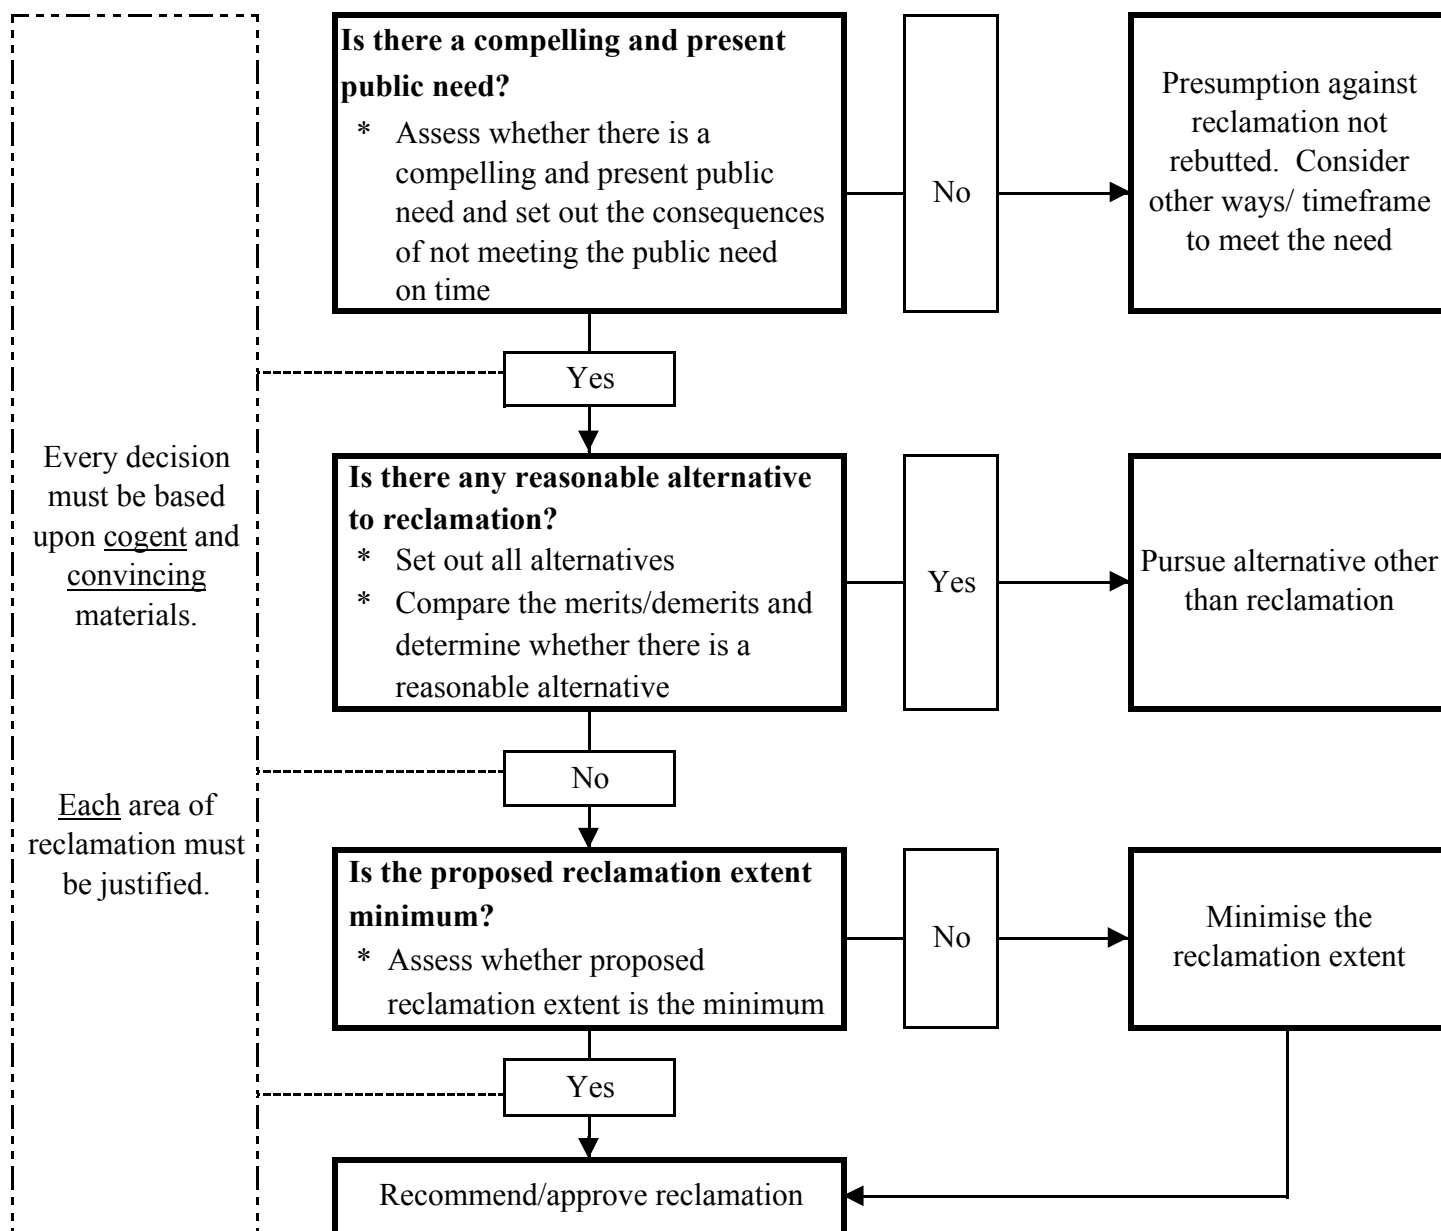 Is there a compelling and present
public need?
* Assess whether there is a
compelling and present public
need and set out the consequences
of not meeting the public need
on time
No
Presumption against
reclamation not
rebutted. Consider
other ways/ timeframe
to meet the need
Yes
Every decision
must be based
upon cogent and
convincing
materials.
Each area of
reclamation must
be justified.
Is there any reasonable alternative
to reclamation?
* Set out all alternatives
* Compare the merits/demerits and
determine whether there is a
reasonable alternative
Yes
Pursue alternative other
than reclamation
No
Is the proposed reclamation extent
minimum?
* Assess whether proposed
reclamation extent is the minimum
No
Minimise the
reclamation extent
Yes
Recommend/approve reclamation